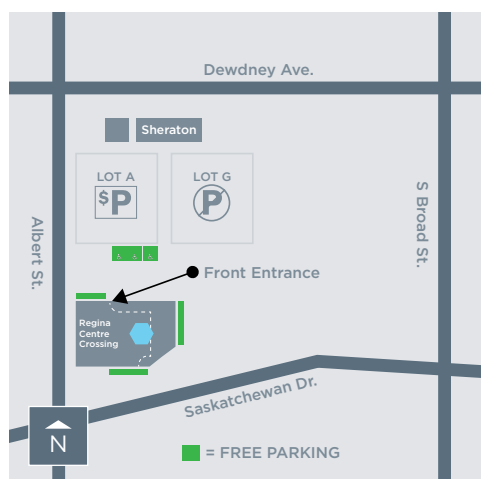 Dewdney Ave.
Sheraton
LOT A
LOT G
$P
P
Albert St.
S Broad St.
Front Entrance
Regina
Centre
Crossing
Saskatchewan Dr.
N
= FREE PARKING